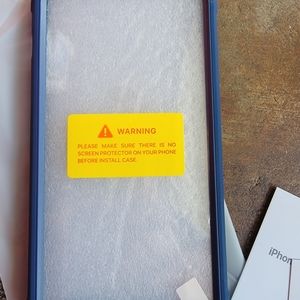 WARNING
PLEASE MAKE SURE THERE IS NO
SCREEN PROTECTOR ON YOUR PHONE
BEFORE INSTALL CASE.
iPhon